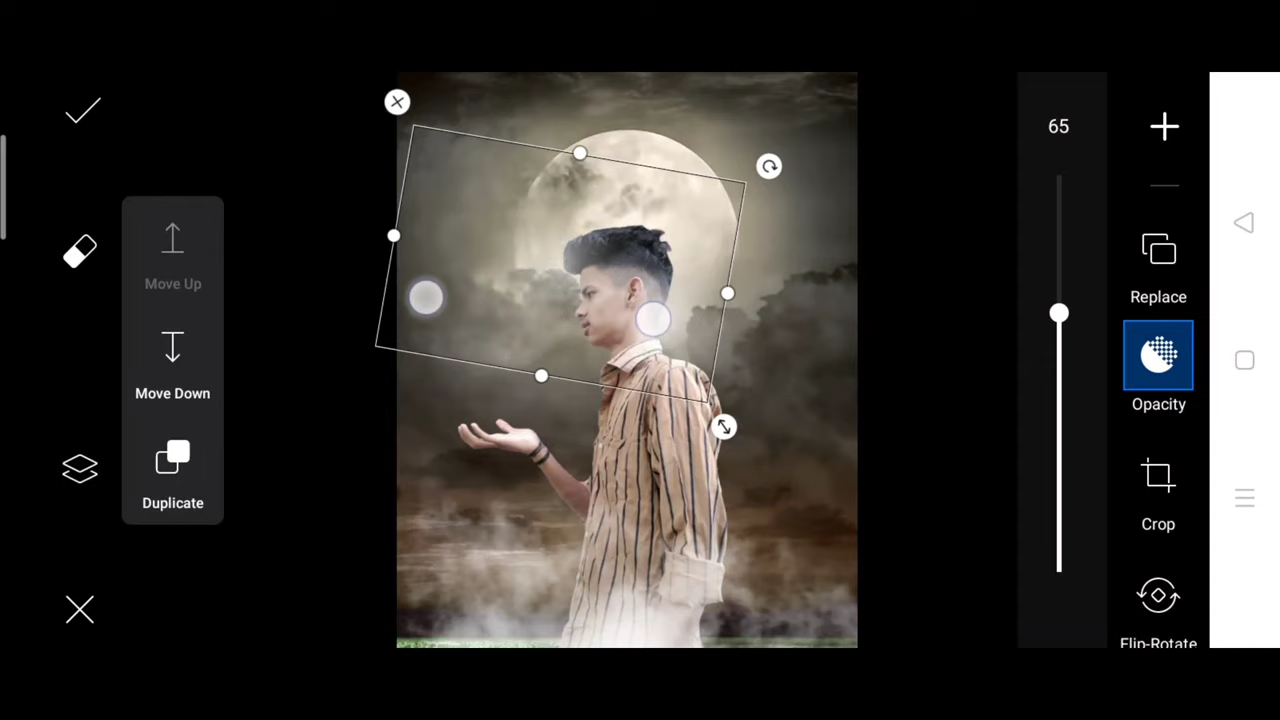 Move Up
Move Down
Duplicate
65
Replace
Opacity
Crop
Flip-Rotate